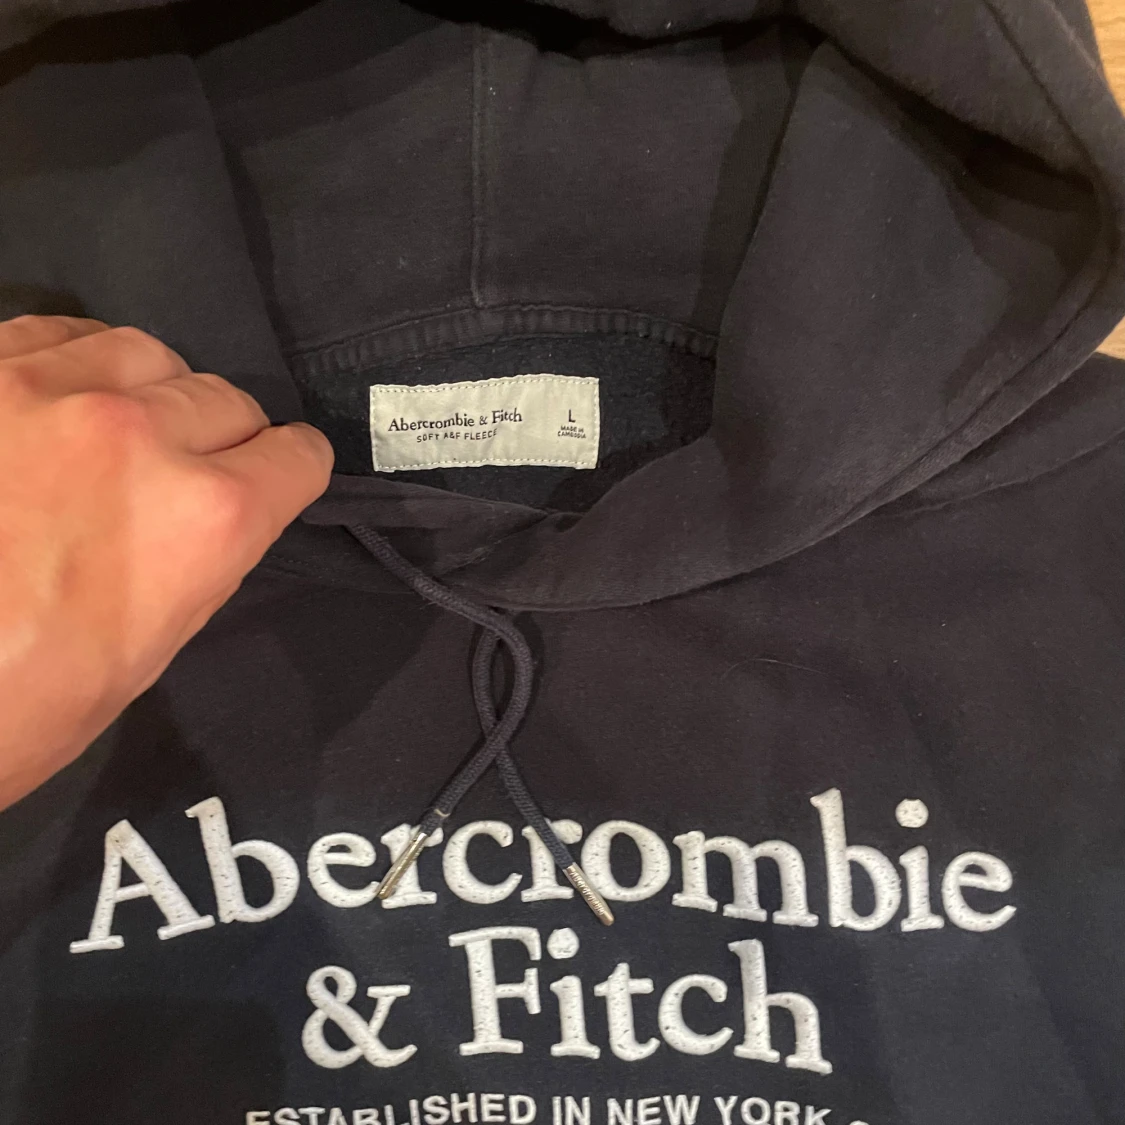 Abercrombie & Fitch
SOFT A&F FLEECE
L
MADE IN
CAMBODIA
Abercrombie
& Fitch
ESTABLISHED IN NEW YORK